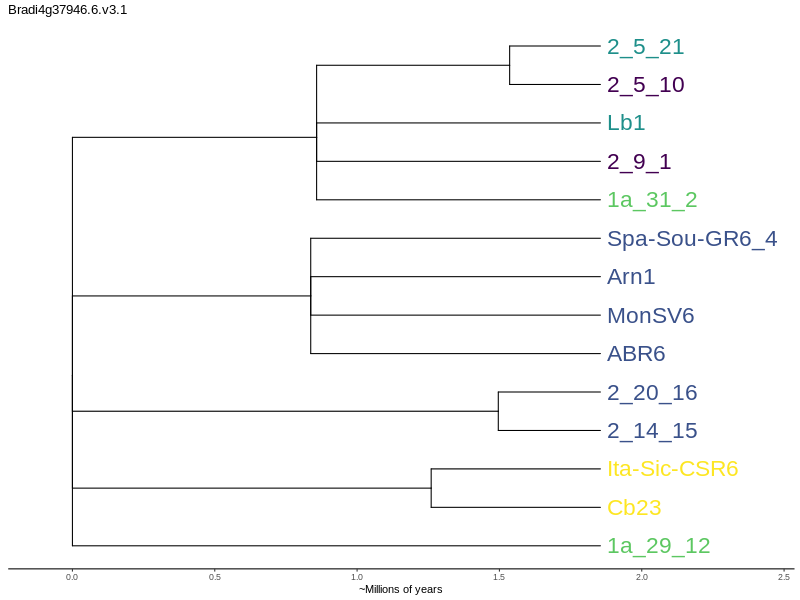 Bradi4g37946.6.v3.1
2_5_21
2_5_10
Lb1
2_9_1
1a_31_2
Spa-Sou-GR6_4
Arn1
MonSV6
ABR6
2_20_16
2_14_15
Ita-Sic-CSR6
Cb23
1a_29_12
0.0 0.5 1.0 1.5 2.0 2.5
~Millions of years